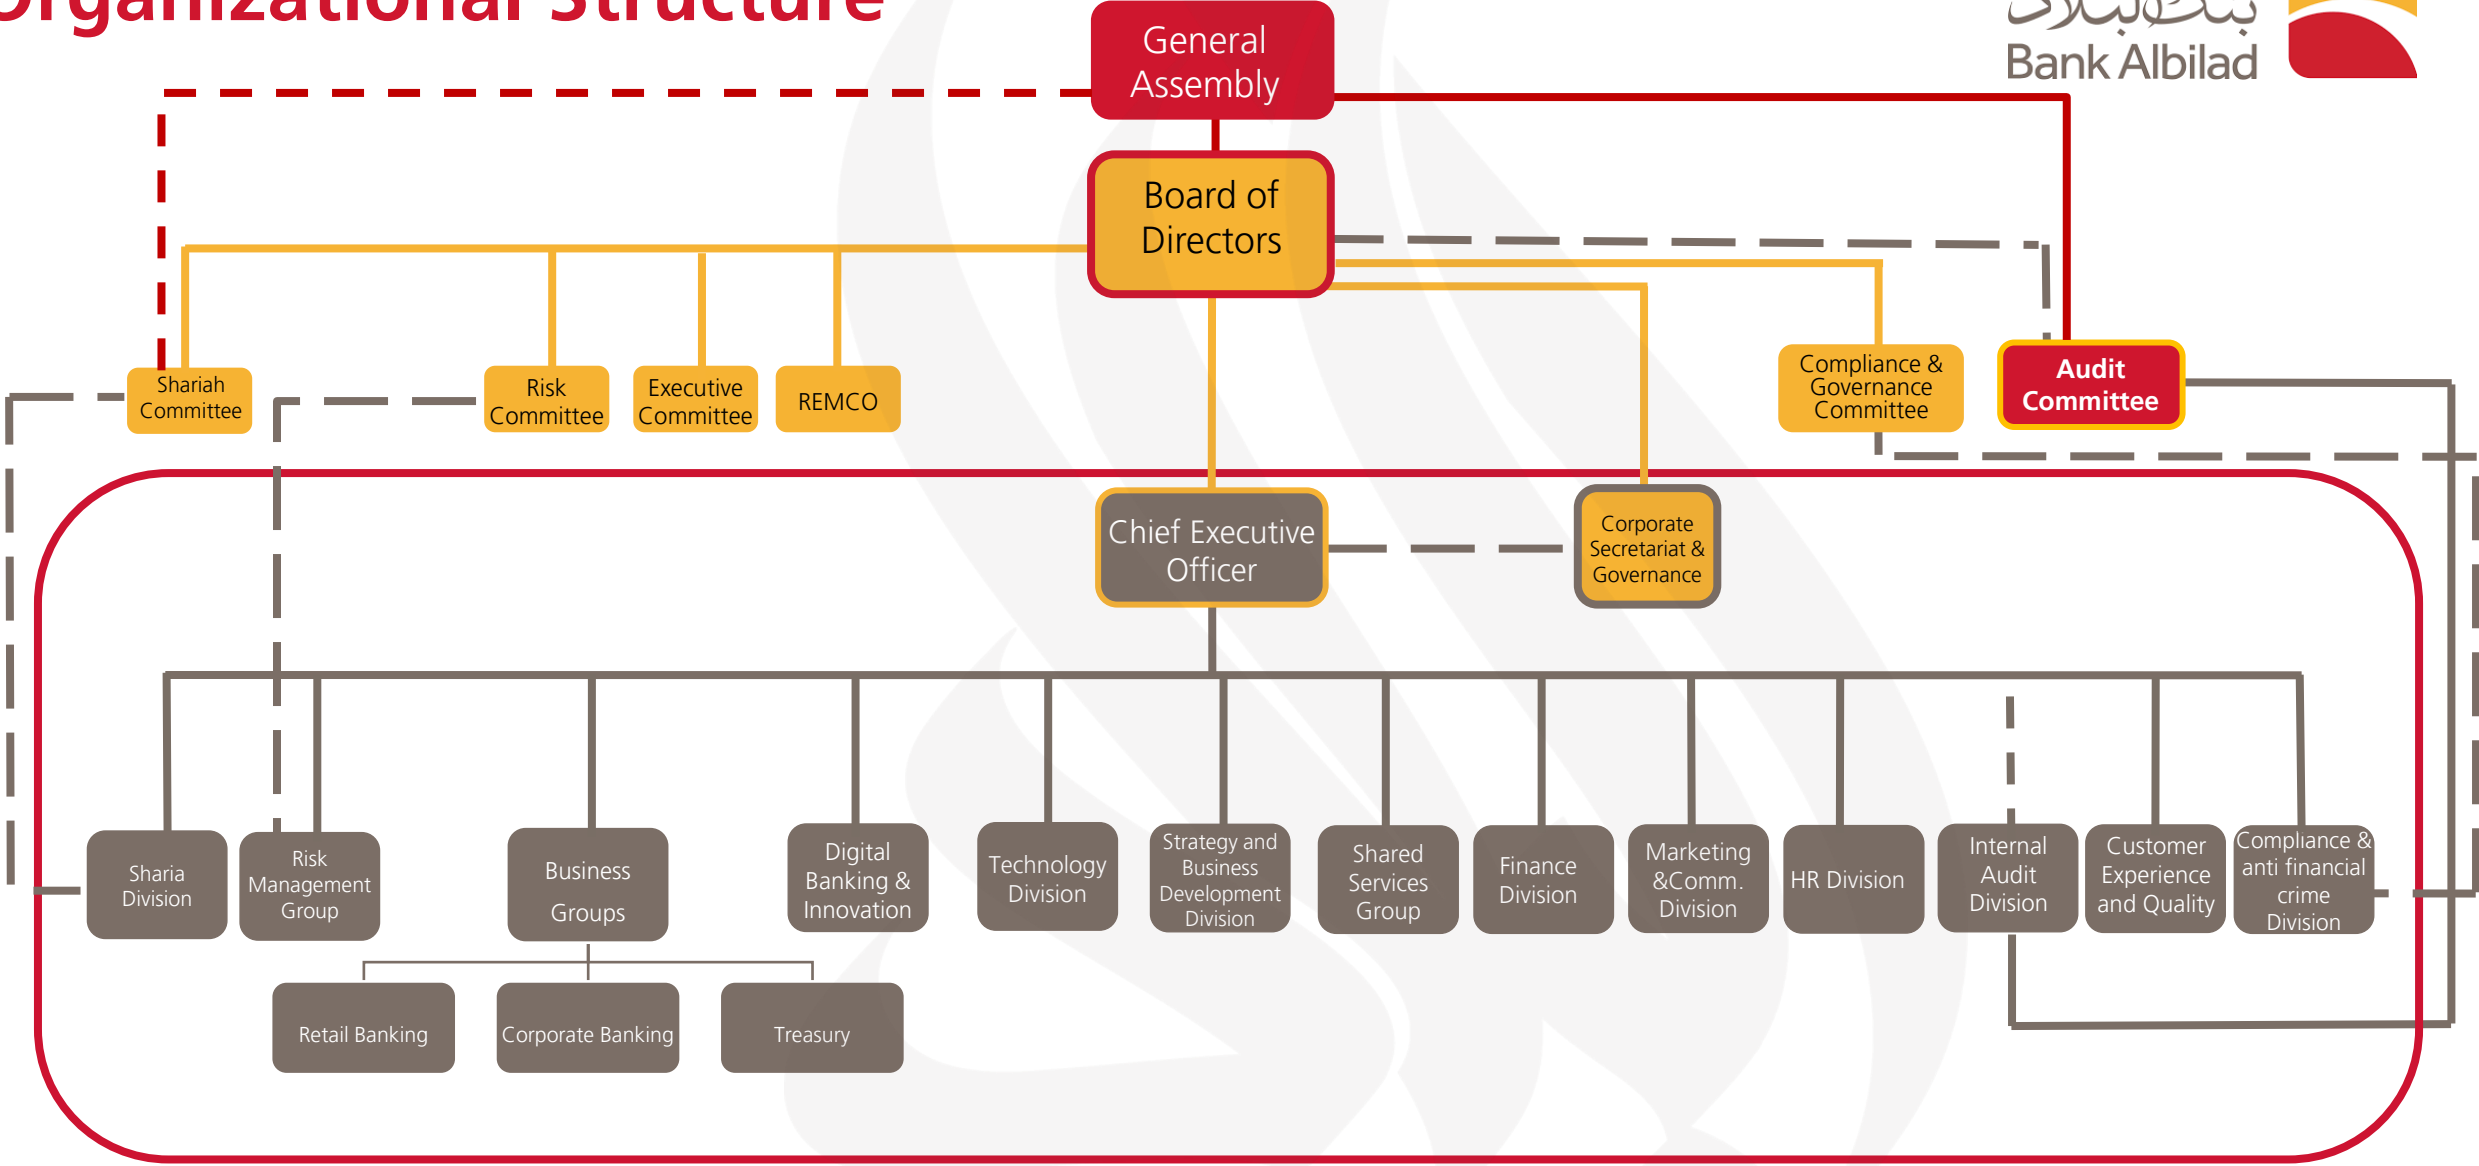 Organizational Structure
بنك البلاد
Bank Albilad
General
Assembly
Board of
Directors
Shariah
Committee
Risk
Committee
Executive
Committee
REMCO
Compliance &
Governance
Committee
Audit
Committee
Chief Executive
Officer
Corporate
Secretariat &
Governance
Sharia
Division
Risk
Management
Group
Business
Groups
Digital
Banking &
Innovation
Technology
Division
Strategy and
Business
Development
Division
Shared
Services
Group
Finance
Division
Marketing
&Comm.
Division
HR Division
Internal
Audit
Division
Customer
Experience
and Quality
Compliance &
anti financial
crime
Division
Retail Banking
Corporate Banking
Treasury